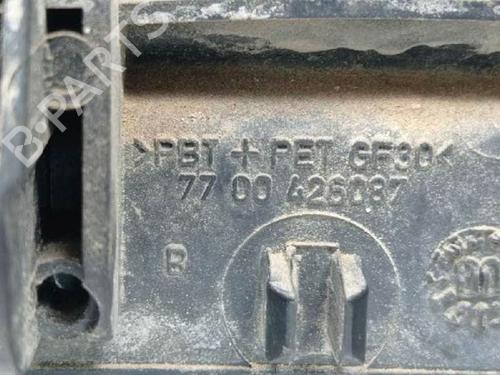 B-PARTS
>PBT + PET GF30<
77 00 426087
R